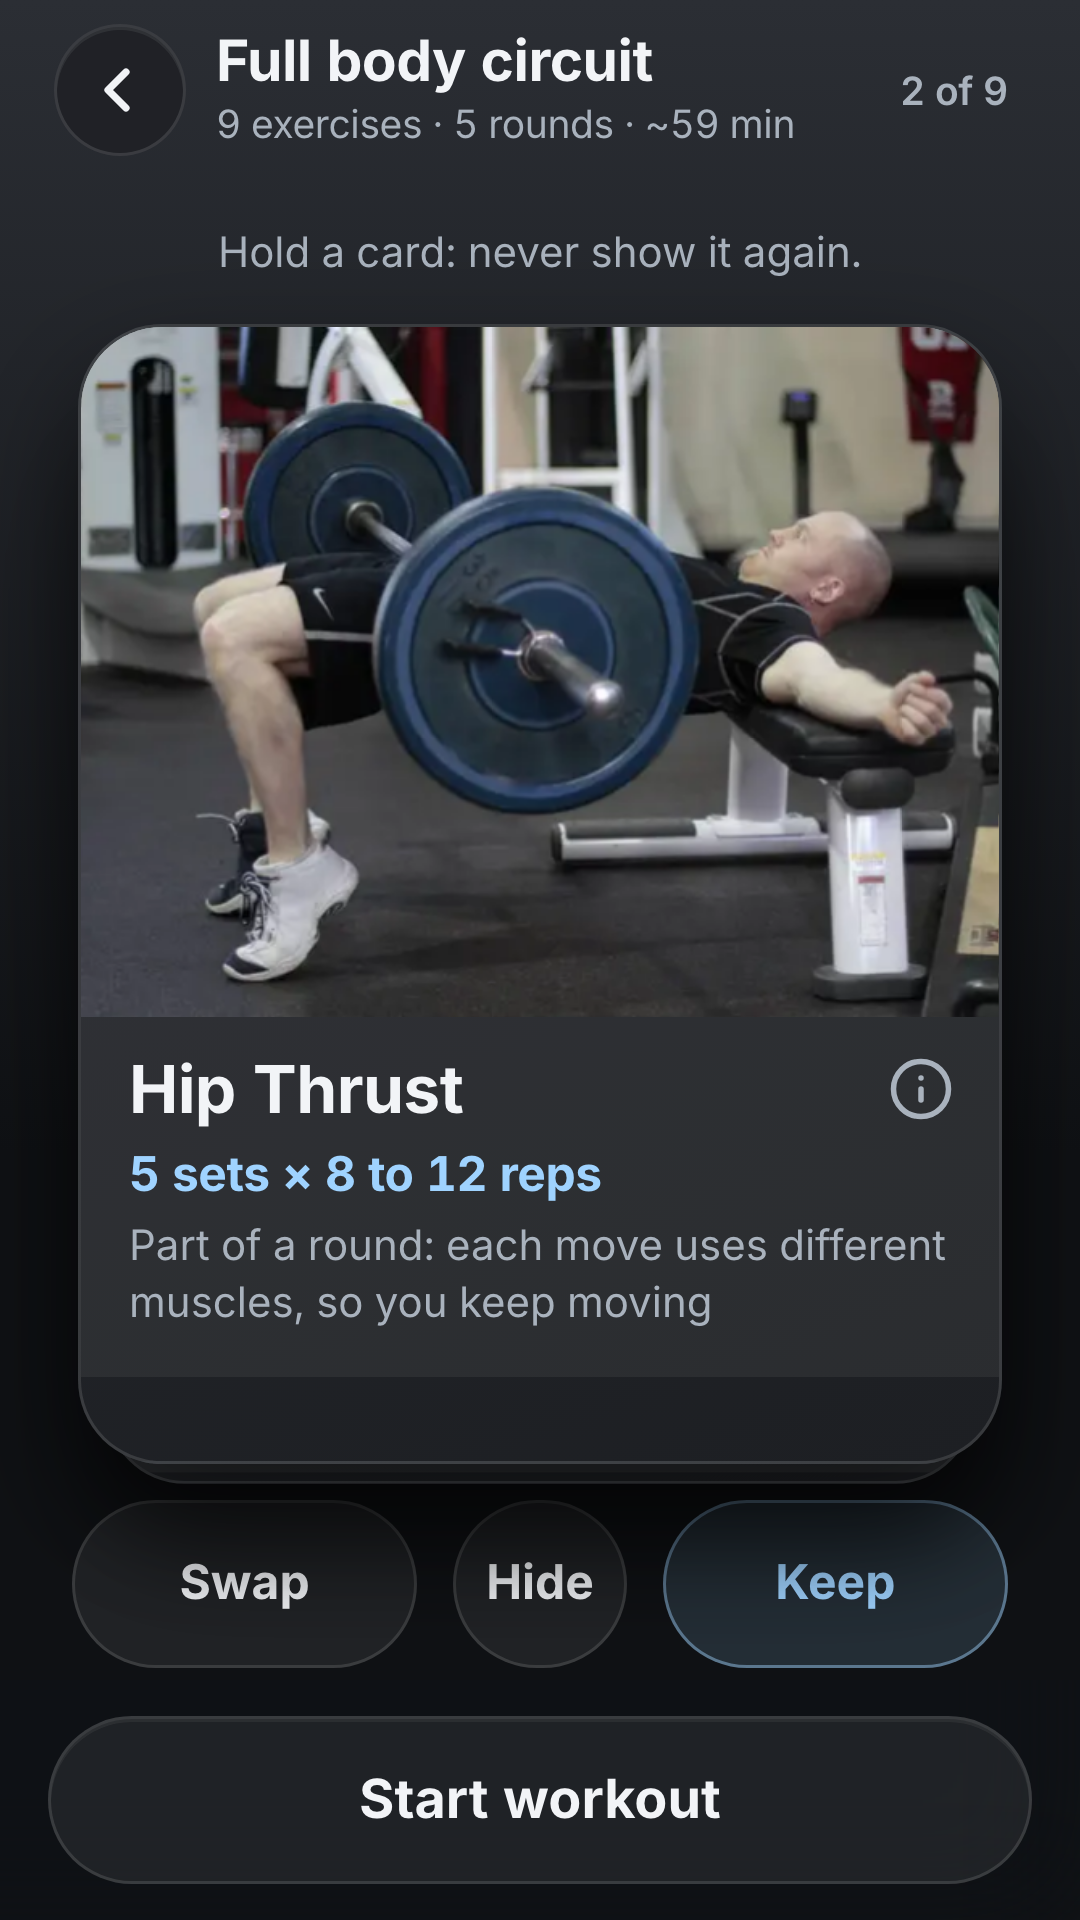 Full body circuit
9 exercises · 5 rounds · ~59 min
2 of 9
Hold a card: never show it again.
35
Hip Thrust
5 sets × 8 to 12 reps
Part of a round: each move uses different
muscles, so you keep moving
Swap
Hide
Keep
Start workout